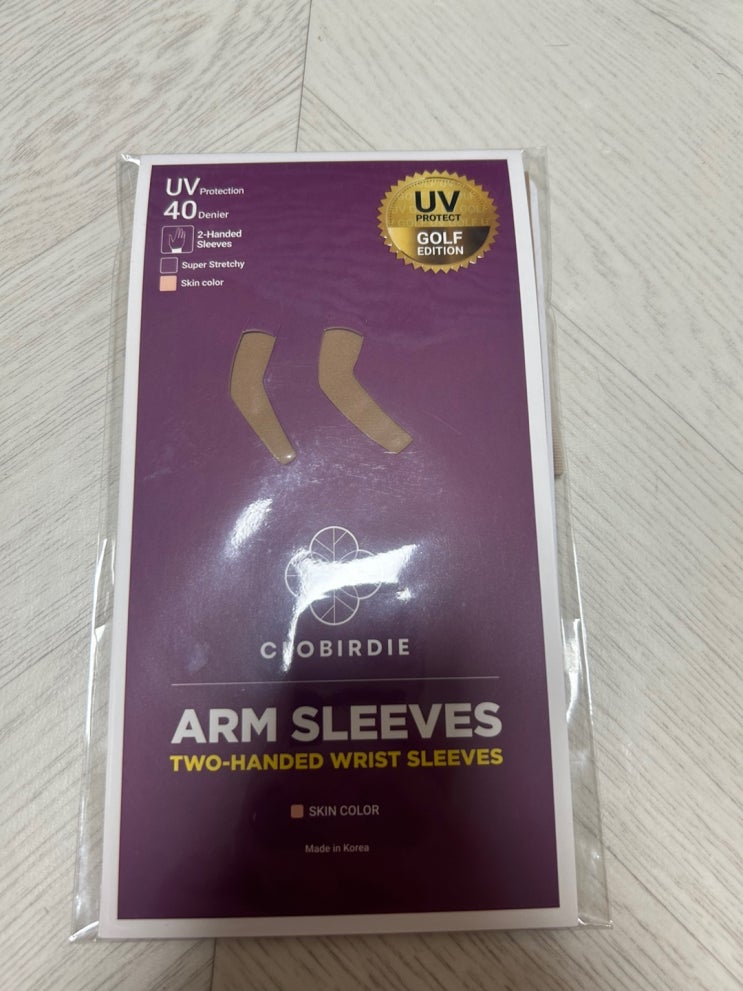 UV Protection
40 Denier
2-Handed
Sleeves
Super Stretchy
Skin color
UV
PROTECT
GOLF
EDITION
CLOBIRDIE
ARM SLEEVES
TWO-HANDED WRIST SLEEVES
SKIN COLOR
Made in Korea